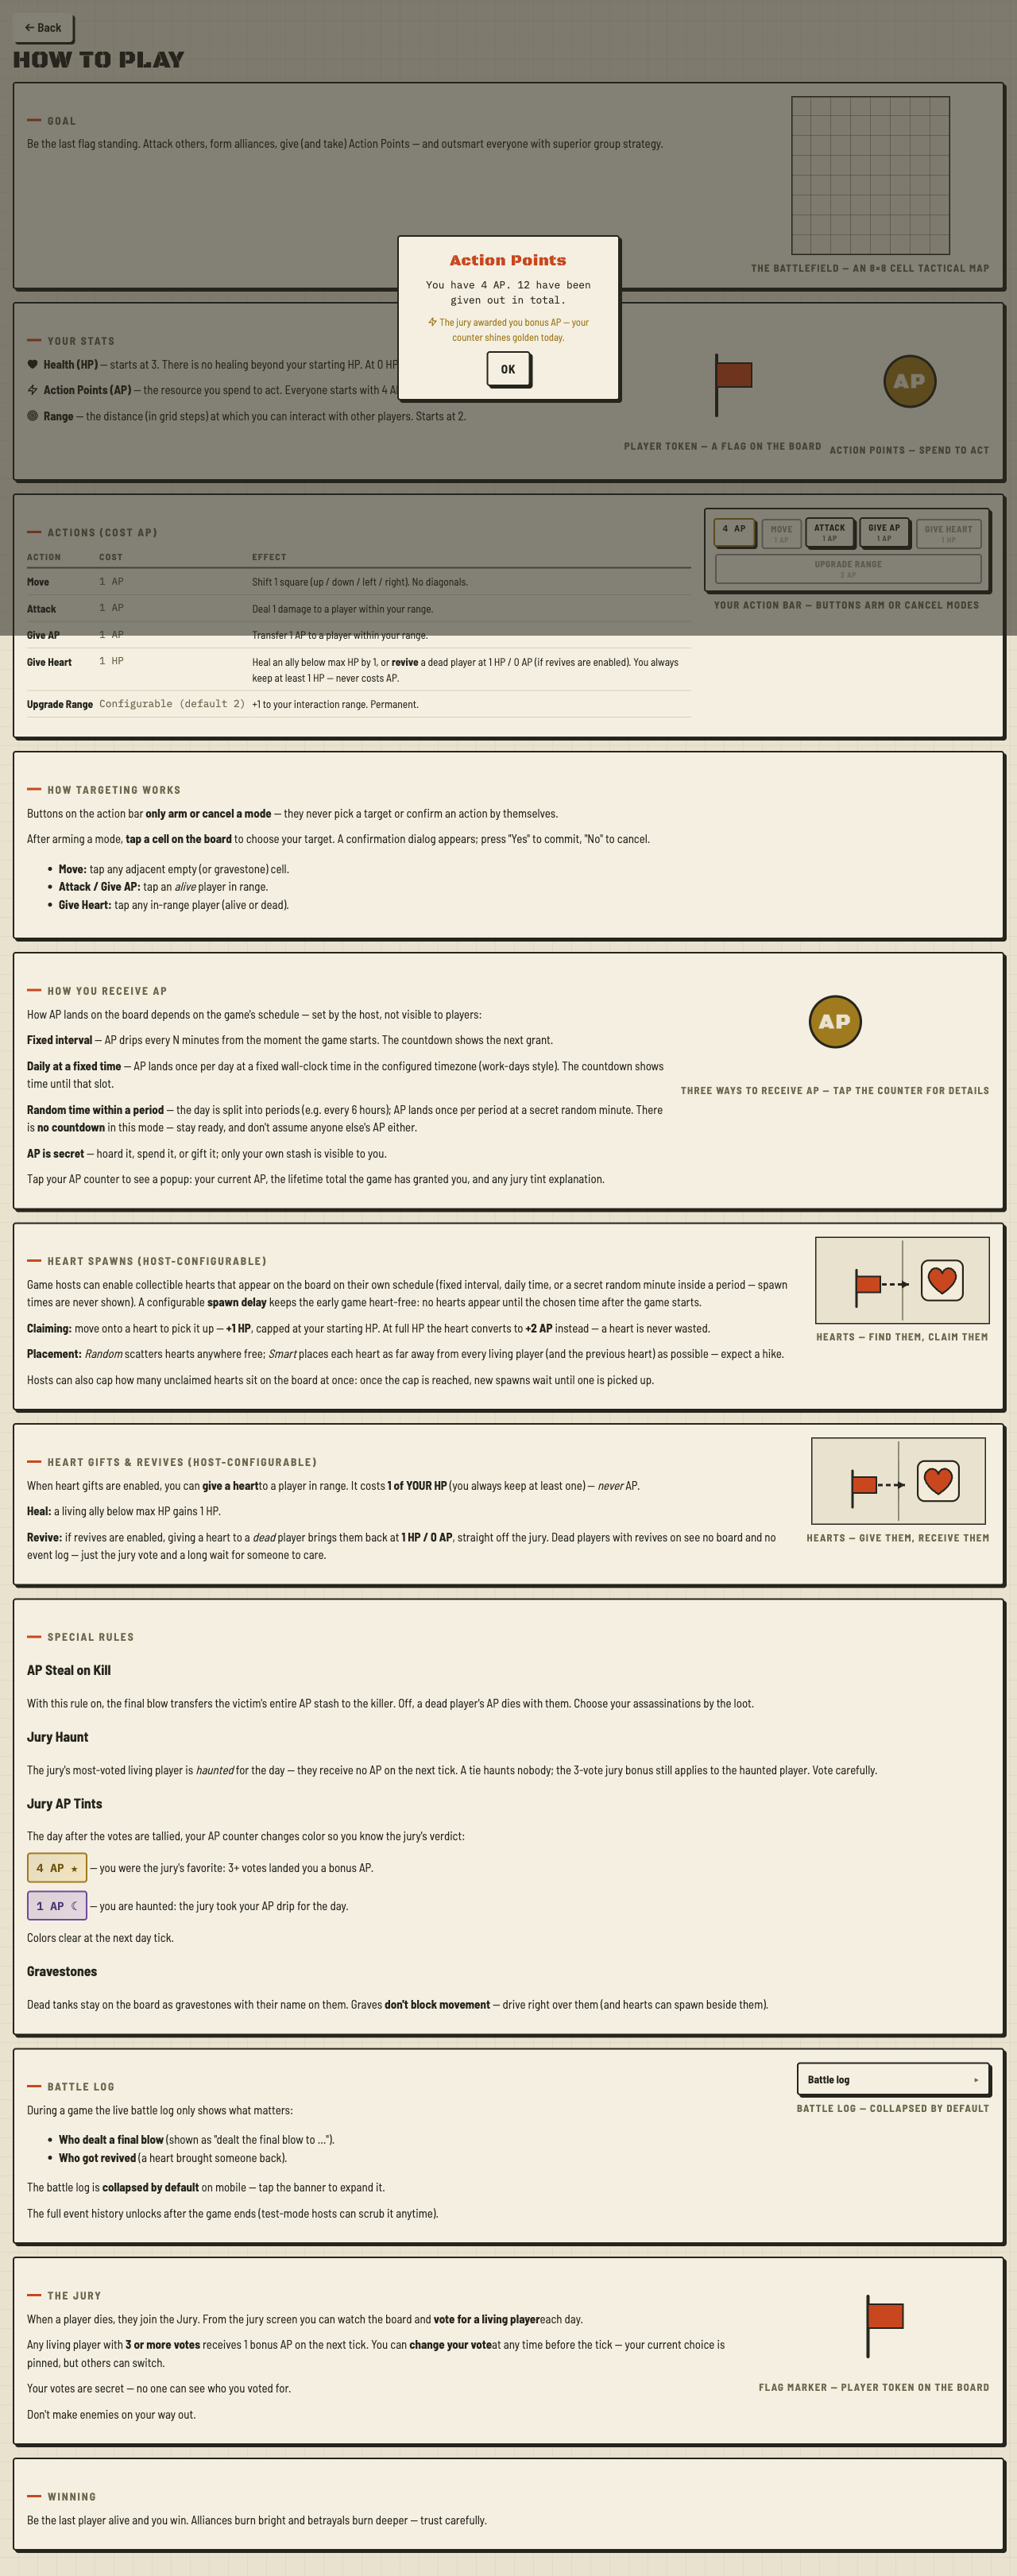 ← Back
HOW TO PLAY
GOAL
Be the last flag standing. Attack others, form alliances, give (and take) Action Points — and outsmart everyone with superior group strategy.
THE BATTLEFIELD — AN 8×8 CELL TACTICAL MAP
Action Points
You have 4 AP. 12 have been
given out in total.
The jury awarded you bonus AP — your
counter shines golden today.
OK
YOUR STATS
Health (HP) — starts at 3. There is no healing beyond your starting HP. At 0 HP
Action Points (AP) — the resource you spend to act. Everyone starts with 4 A
Range — the distance (in grid steps) at which you can interact with other players. Starts at 2.
AP
PLAYER TOKEN — A FLAG ON THE BOARD
ACTION POINTS — SPEND TO ACT
ACTIONS (COST AP)
ACTION COST EFFECT
Move 1 AP Shift 1 square (up / down / left / right). No diagonals.
Attack 1 AP Deal 1 damage to a player within your range.
Give AP 1 AP Transfer 1 AP to a player within your range.
Give Heart 1 HP Heal an ally below max HP by 1, or revive a dead player at 1 HP / 0 AP (if revives are enabled). You always
keep at least 1 HP — never costs AP.
Upgrade Range Configurable (default 2) +1 to your interaction range. Permanent.
4 AP MOVE ATTACK GIVE AP GIVE HEART
1 AP 1 AP 1 AP 1 HP
UPGRADE RANGE
2 AP
YOUR ACTION BAR — BUTTONS ARM OR CANCEL MODES
HOW TARGETING WORKS
Buttons on the action bar only arm or cancel a mode — they never pick a target or confirm an action by themselves.
After arming a mode, tap a cell on the board to choose your target. A confirmation dialog appears; press "Yes" to commit, "No" to cancel.
• Move: tap any adjacent empty (or gravestone) cell.
• Attack / Give AP: tap an alive player in range.
• Give Heart: tap any in-range player (alive or dead).
HOW YOU RECEIVE AP
How AP lands on the board depends on the game's schedule — set by the host, not visible to players:
Fixed interval — AP drips every N minutes from the moment the game starts. The countdown shows the next grant.
Daily at a fixed time — AP lands once per day at a fixed wall-clock time in the configured timezone (work-days style). The countdown shows
time until that slot.
Random time within a period — the day is split into periods (e.g. every 6 hours); AP lands once per period at a secret random minute. There
is no countdown in this mode — stay ready, and don't assume anyone else's AP either.
AP is secret — hoard it, spend it, or gift it; only your own stash is visible to you.
Tap your AP counter to see a popup: your current AP, the lifetime total the game has granted you, and any jury tint explanation.
AP
THREE WAYS TO RECEIVE AP — TAP THE COUNTER FOR DETAILS
HEART SPAWNS (HOST-CONFIGURABLE)
Game hosts can enable collectible hearts that appear on the board on their own schedule (fixed interval, daily time, or a secret random minute inside a period — spawn
times are never shown). A configurable spawn delay keeps the early game heart-free: no hearts appear until the chosen time after the game starts.
Claiming: move onto a heart to pick it up — +1 HP, capped at your starting HP. At full HP the heart converts to +2 AP instead — a heart is never wasted.
Placement: Random scatters hearts anywhere free; Smart places each heart as far away from every living player (and the previous heart) as possible — expect a hike.
Hosts can also cap how many unclaimed hearts sit on the board at once: once the cap is reached, new spawns wait until one is picked up.
HEARTS — FIND THEM, CLAIM THEM
HEART GIFTS & REVIVES (HOST-CONFIGURABLE)
When heart gifts are enabled, you can give a heartto a player in range. It costs 1 of YOUR HP (you always keep at least one) — never AP.
Heal: a living ally below max HP gains 1 HP.
Revive: if revives are enabled, giving a heart to a dead player brings them back at 1 HP / 0 AP, straight off the jury. Dead players with revives on see no board and no
event log — just the jury vote and a long wait for someone to care.
HEARTS — GIVE THEM, RECEIVE THEM
SPECIAL RULES
AP Steal on Kill
With this rule on, the final blow transfers the victim's entire AP stash to the killer. Off, a dead player's AP dies with them. Choose your assassinations by the loot.
Jury Haunt
The jury's most-voted living player is haunted for the day — they receive no AP on the next tick. A tie haunts nobody; the 3-vote jury bonus still applies to the haunted player. Vote carefully.
Jury AP Tints
The day after the votes are tallied, your AP counter changes color so you know the jury's verdict:
4 AP ★ — you were the jury's favorite: 3+ votes landed you a bonus AP.
1 AP ☾ — you are haunted: the jury took your AP drip for the day.
Colors clear at the next day tick.
Gravestones
Dead tanks stay on the board as gravestones with their name on them. Graves don't block movement — drive right over them (and hearts can spawn beside them).
BATTLE LOG
During a game the live battle log only shows what matters:
• Who dealt a final blow (shown as "dealt the final blow to …").
• Who got revived (a heart brought someone back).
The battle log is collapsed by default on mobile — tap the banner to expand it.
The full event history unlocks after the game ends (test-mode hosts can scrub it anytime).
Battle log ▸
BATTLE LOG — COLLAPSED BY DEFAULT
THE JURY
When a player dies, they join the Jury. From the jury screen you can watch the board and vote for a living playereach day.
Any living player with 3 or more votes receives 1 bonus AP on the next tick. You can change your voteat any time before the tick — your current choice is
pinned, but others can switch.
Your votes are secret — no one can see who you voted for.
Don't make enemies on your way out.
FLAG MARKER — PLAYER TOKEN ON THE BOARD
WINNING
Be the last player alive and you win. Alliances burn bright and betrayals burn deeper — trust carefully.